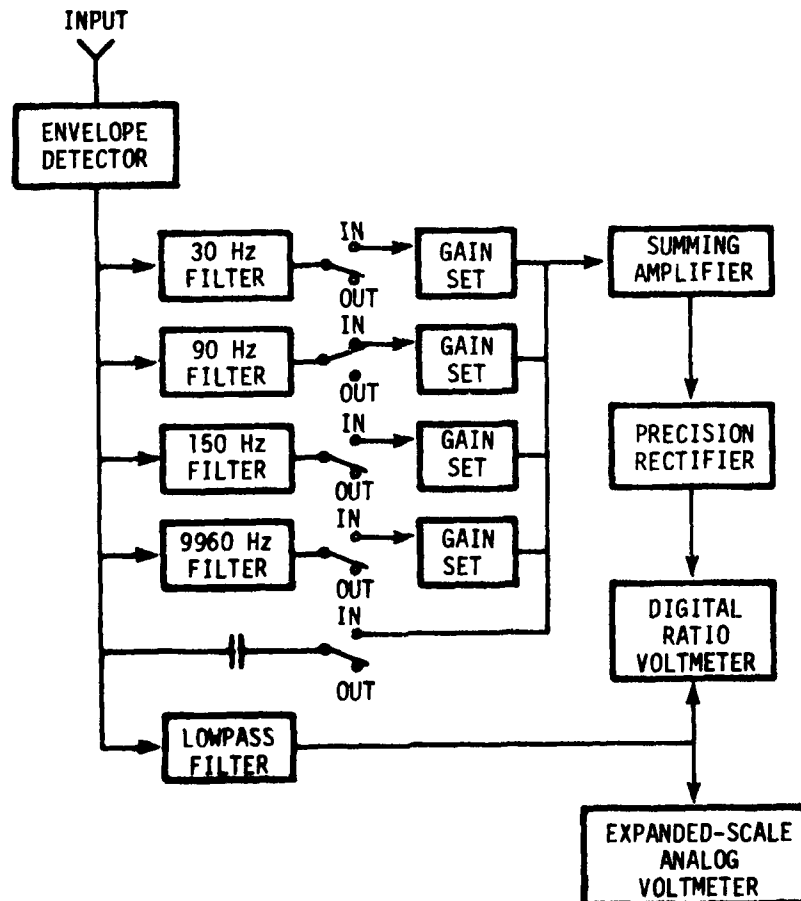 INPUT
ENVELOPE
DETECTOR
30 Hz
FILTER
IN
OUT
GAIN
SET
SUMMING
AMPLIFIER
90 Hz
FILTER
IN
OUT
GAIN
SET
150 Hz
FILTER
IN
OUT
GAIN
SET
PRECISION
RECTIFIER
9960 Hz
FILTER
IN
OUT
GAIN
SET
IN
OUT
DIGITAL
RATIO
VOLTMETER
LOWPASS
FILTER
EXPANDED-SCALE
ANALOG
VOLTMETER